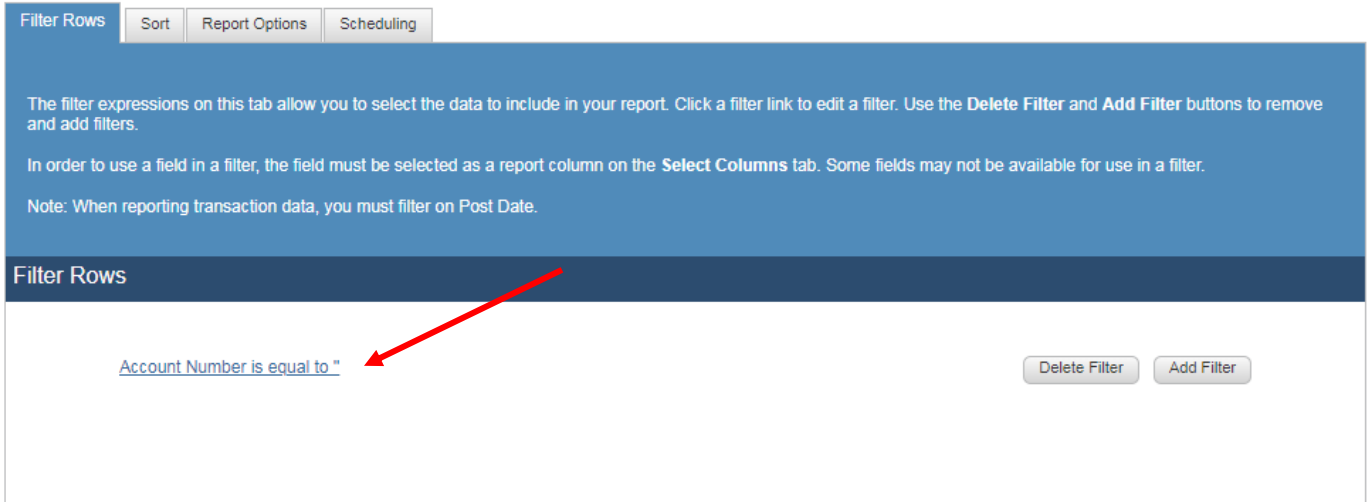 Filter Rows Sort Report Options Scheduling
The filter expressions on this tab allow you to select the data to include in your report. Click a filter link to edit a filter. Use the Delete Filter and Add Filter buttons to remove
and add filters.
In order to use a field in a filter, the field must be selected as a report column on the Select Columns tab. Some fields may not be available for use in a filter.
Note: When reporting transaction data, you must filter on Post Date.
Filter Rows
Account Number is equal to '' Delete Filter Add Filter